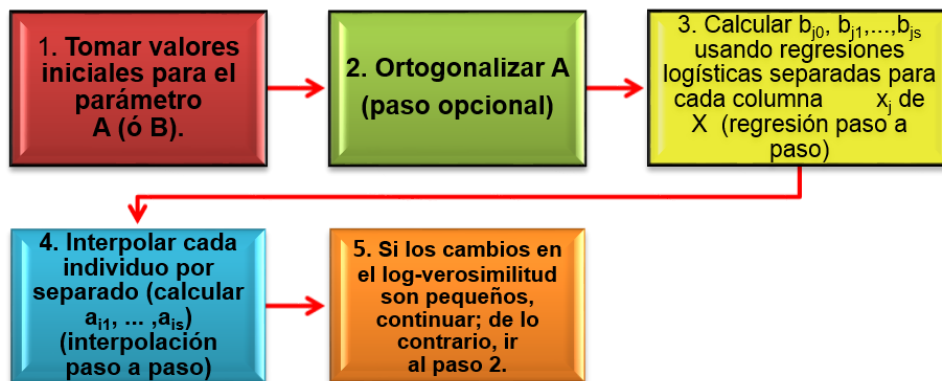 1. Tomar valores
iniciales para el
parámetro
A (ó B).
2. Ortogonalizar A
(paso opcional)
3. Calcular bj0, bj1,...,bjs
usando regresiones
logísticas separadas para
cada columna xj de
X (regresión paso a
paso)
4. Interpolar cada
individuo por
separado (calcular
ai1, ... ,ais)
(interpolación
paso a paso)
5. Si los cambios en
el log-verosimilitud
son pequeños,
continuar; de lo
contrario, ir
al paso 2.